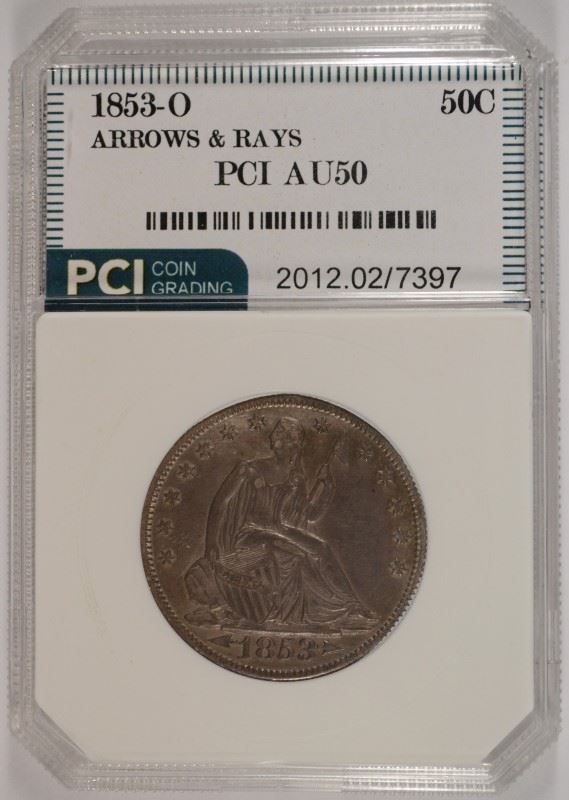 1853-O 50C
ARROWS & RAYS
PCI AU50
PCI COIN GRADING 2012.02/7397
1853